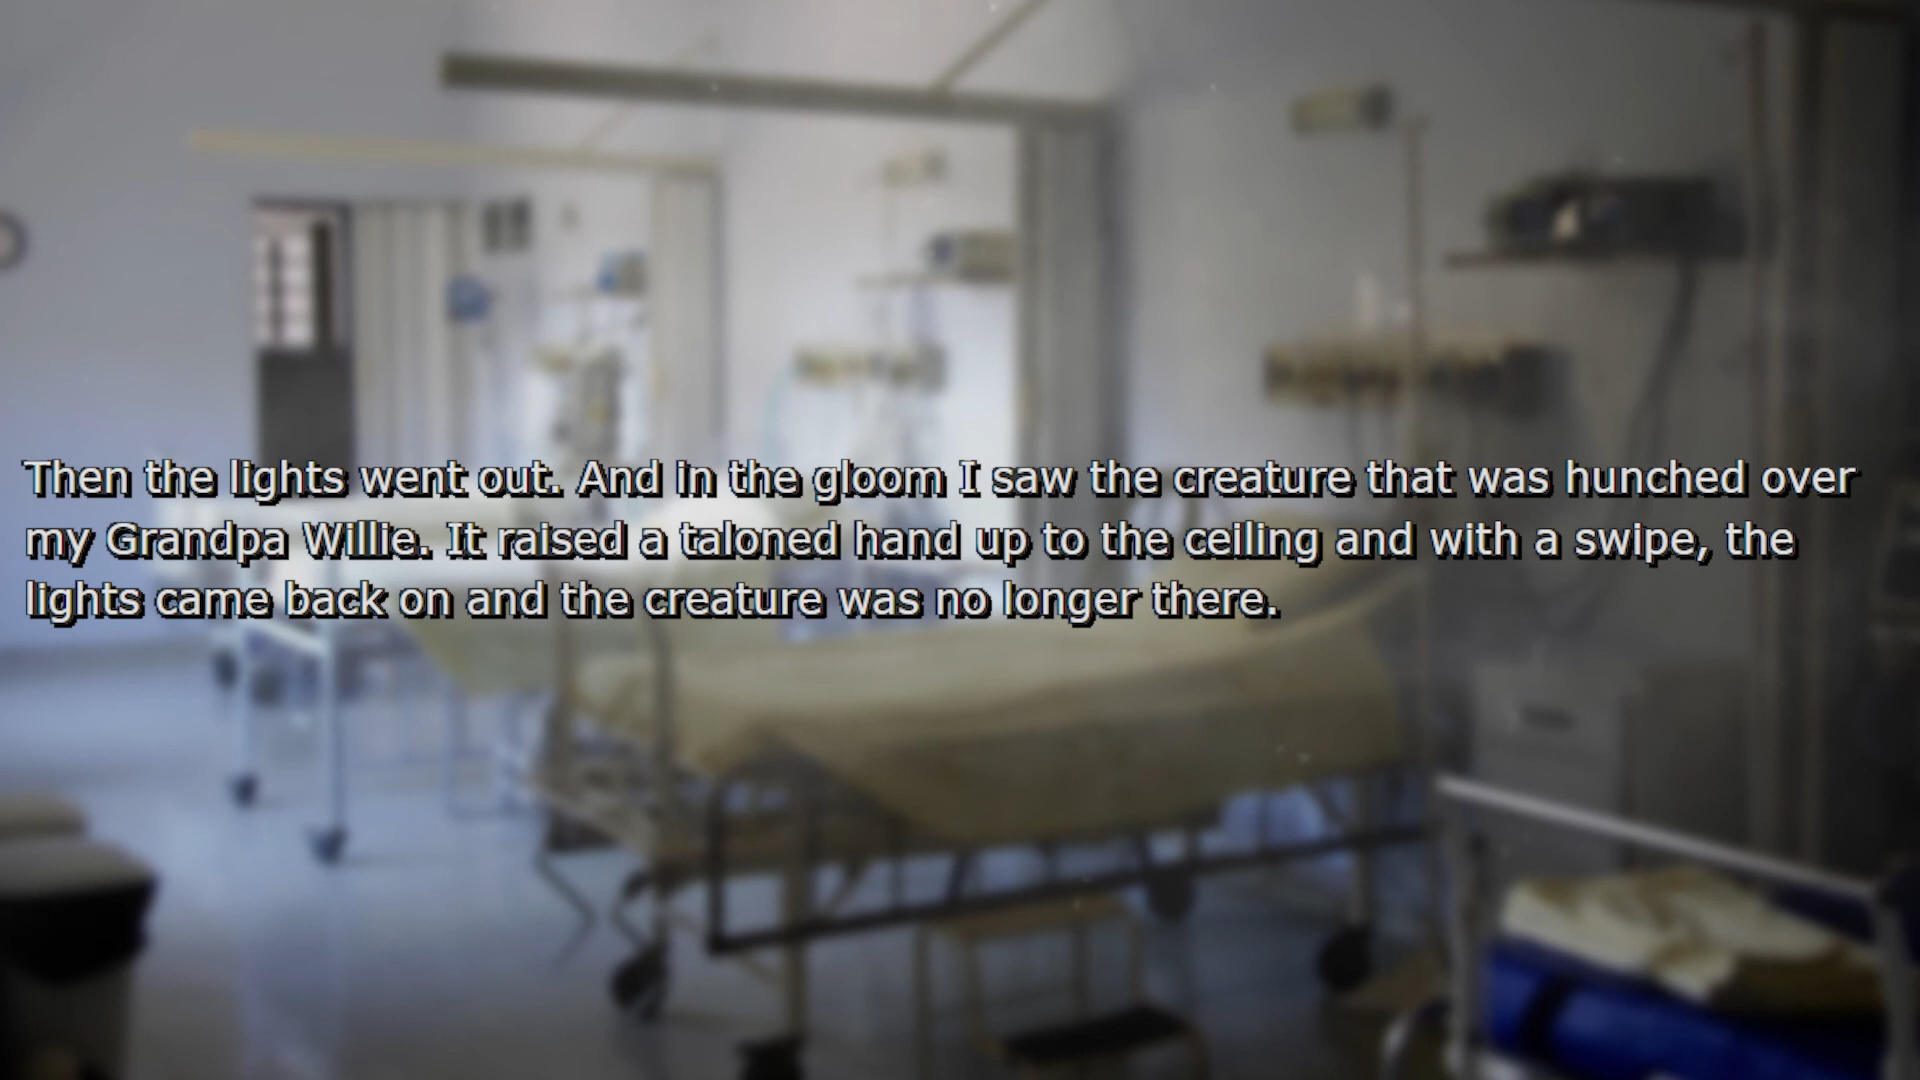 Then the lights went out. And in the gloom I saw the creature that was hunched over
my Grandpa Willie. It raised a taloned hand up to the ceiling and with a swipe, the
lights came back on and the creature was no longer there.